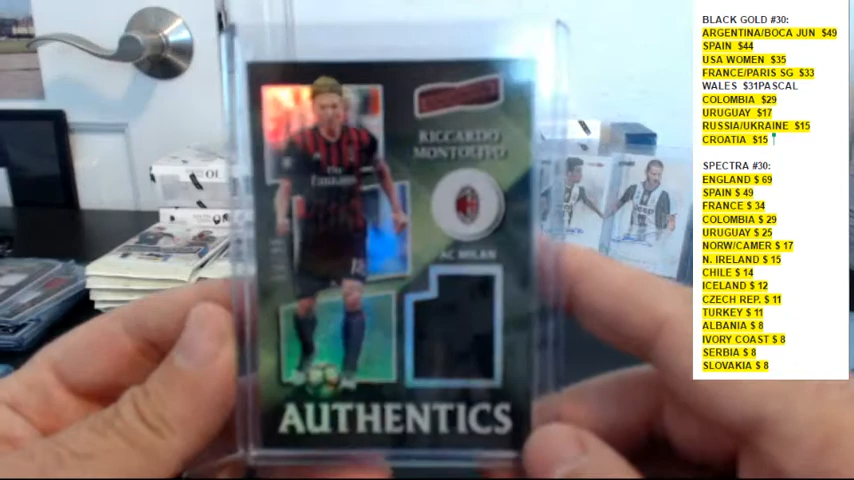 RICCARDO
MONTOLIVO
AC MILAN
AUTHENTICS
BLACK GOLD #30:
ARGENTINA/BOCA JUN $49
SPAIN $44
USA WOMEN $35
FRANCE/PARIS SG $33
WALES $31PASCAL
COLOMBIA $29
URUGUAY $17
RUSSIA/UKRAINE $15
CROATIA $15
SPECTRA #30:
ENGLAND $ 69
SPAIN $ 49
FRANCE $ 34
COLOMBIA $ 29
URUGUAY $ 25
NORW/CAMER $ 17
N. IRELAND $ 15
CHILE $ 14
ICELAND $ 12
CZECH REP. $ 11
TURKEY $ 11
ALBANIA $ 8
IVORY COAST $ 8
SERBIA $ 8
SLOVAKIA $ 8